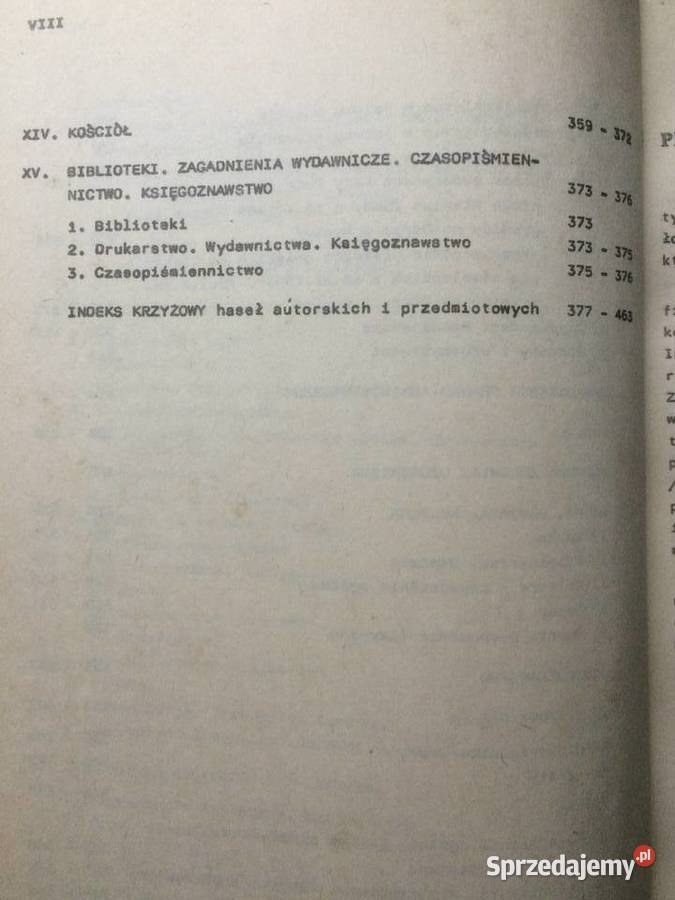 VIII
XIV. KOŚCIÓŁ 359 - 372
XV. BIBLIOTEKI. ZAGADNIENIA WYDAWNICZE. CZASOPIŚMIEN-
NICTWO. KSIĘGOZNAWSTWO 373 - 376
1. Biblioteki 373
2. Drukarstwo. Wydawnictwa. Księgoznawstwo 373 - 375
3. Czasopiśmiennictwo 375 - 376
INDEKS KRZYŻOWY haseł autorskich i przedmiotowych 377 - 463
Sprzedajemy.pl